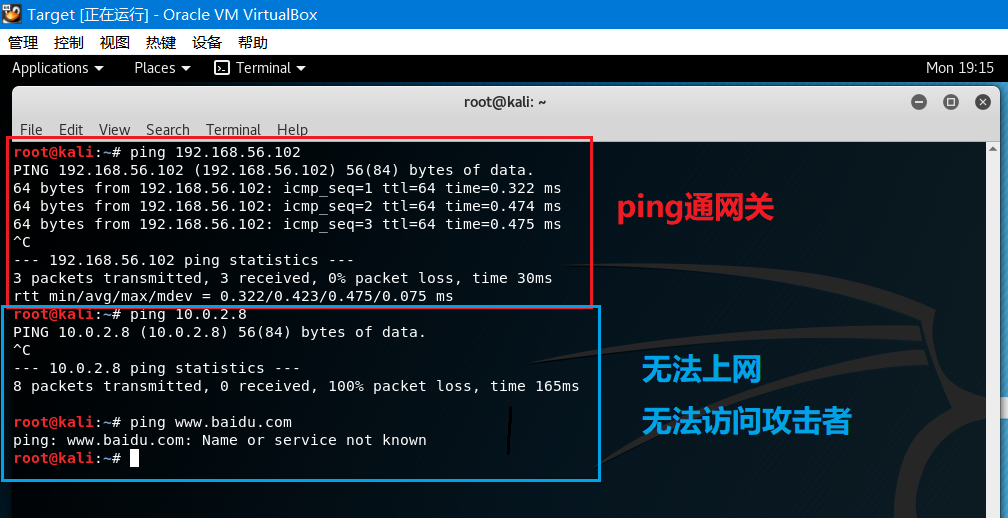 Target [正在运行] - Oracle VM VirtualBox
管理 控制 视图 热键 设备 帮助
Applications Places Terminal Mon 19:15
root@kali: ~
File Edit View Search Terminal Help
root@kali:~# ping 192.168.56.102
PING 192.168.56.102 (192.168.56.102) 56(84) bytes of data.
64 bytes from 192.168.56.102: icmp_seq=1 ttl=64 time=0.322 ms
64 bytes from 192.168.56.102: icmp_seq=2 ttl=64 time=0.474 ms
64 bytes from 192.168.56.102: icmp_seq=3 ttl=64 time=0.475 ms
^C
--- 192.168.56.102 ping statistics ---
3 packets transmitted, 3 received, 0% packet loss, time 30ms
rtt min/avg/max/mdev = 0.322/0.423/0.475/0.075 ms
ping通网关
root@kali:~# ping 10.0.2.8
PING 10.0.2.8 (10.0.2.8) 56(84) bytes of data.
^C
--- 10.0.2.8 ping statistics ---
8 packets transmitted, 0 received, 100% packet loss, time 165ms
root@kali:~# ping www.baidu.com
ping: www.baidu.com: Name or service not known
root@kali:~#
无法上网
无法访问攻击者